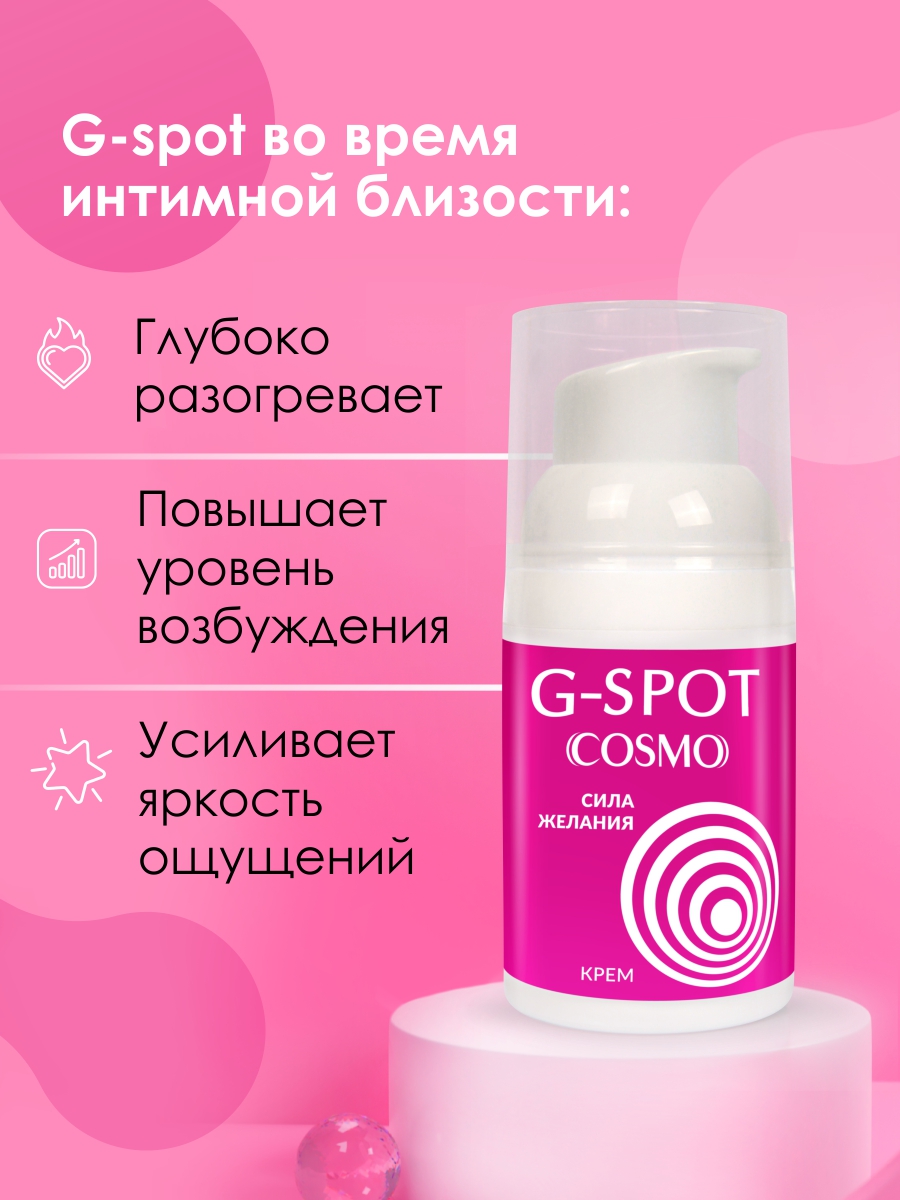 G-spot во время
интимной близости:
Глубоко
разогревает
Повышает
уровень
возбуждения
Усиливает
яркость
ощущений
G-SPOT
COSMO
СИЛА
ЖЕЛАНИЯ
КРЕМ